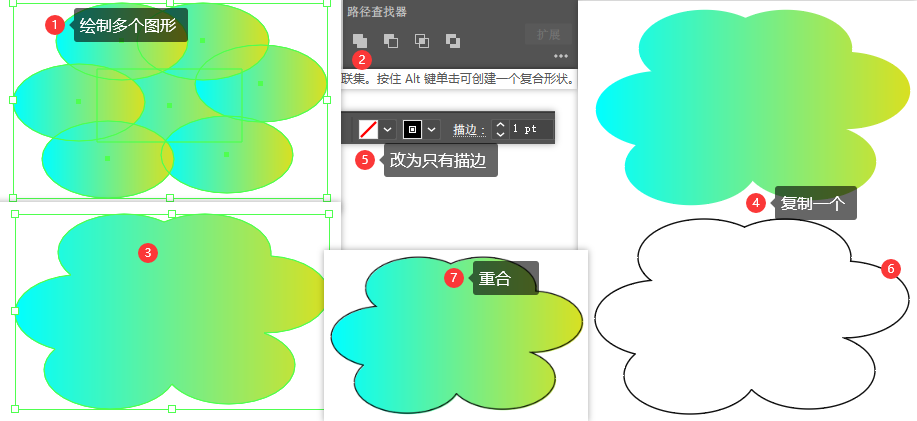 1 绘制多个图形
路径查找器
扩展
2
联集。按住 Alt 键单击可创建一个复合形状。
描边：
1 pt
5 改为只有描边
3
4 复制一个
7 重合
6